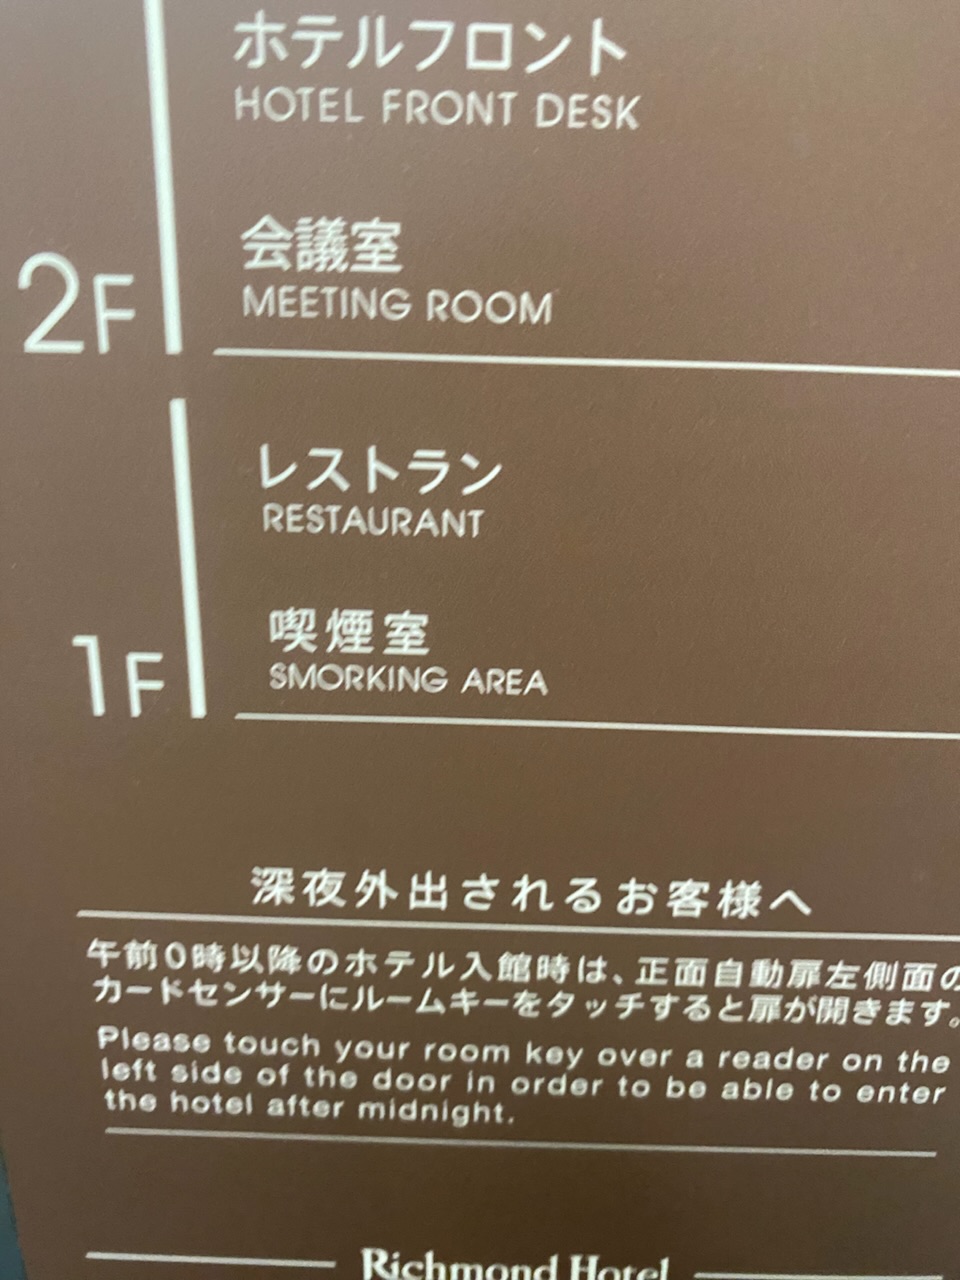 ホテルフロント
HOTEL FRONT DESK
会議室
MEETING ROOM
2F
レストラン
RESTAURANT
喫煙室
SMORKING AREA
1F
深夜外出されるお客様へ
午前0時以降のホテル入館時は、正面自動扉左側面の
カードセンサーにルームキーをタッチすると扉が開きます。
Please touch your room key over a reader on the
left side of the door in order to be able to enter
the hotel after midnight.
Richmond Hotel